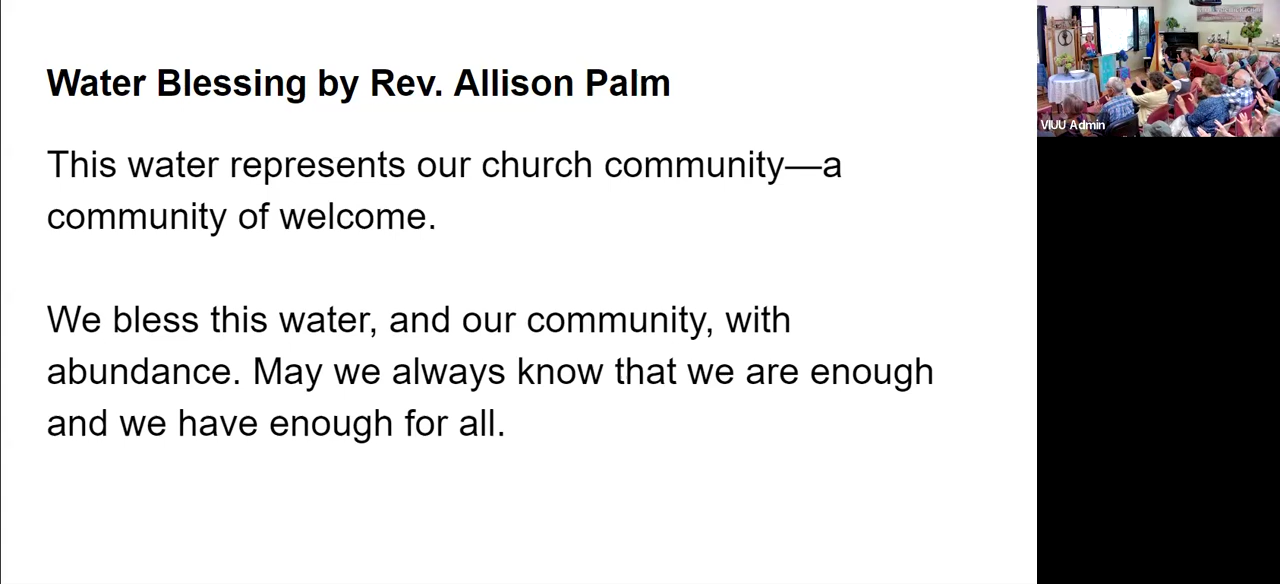 Water Blessing by Rev. Allison Palm
This water represents our church community—a
community of welcome.
We bless this water, and our community, with
abundance. May we always know that we are enough
and we have enough for all.
VIUU Admin